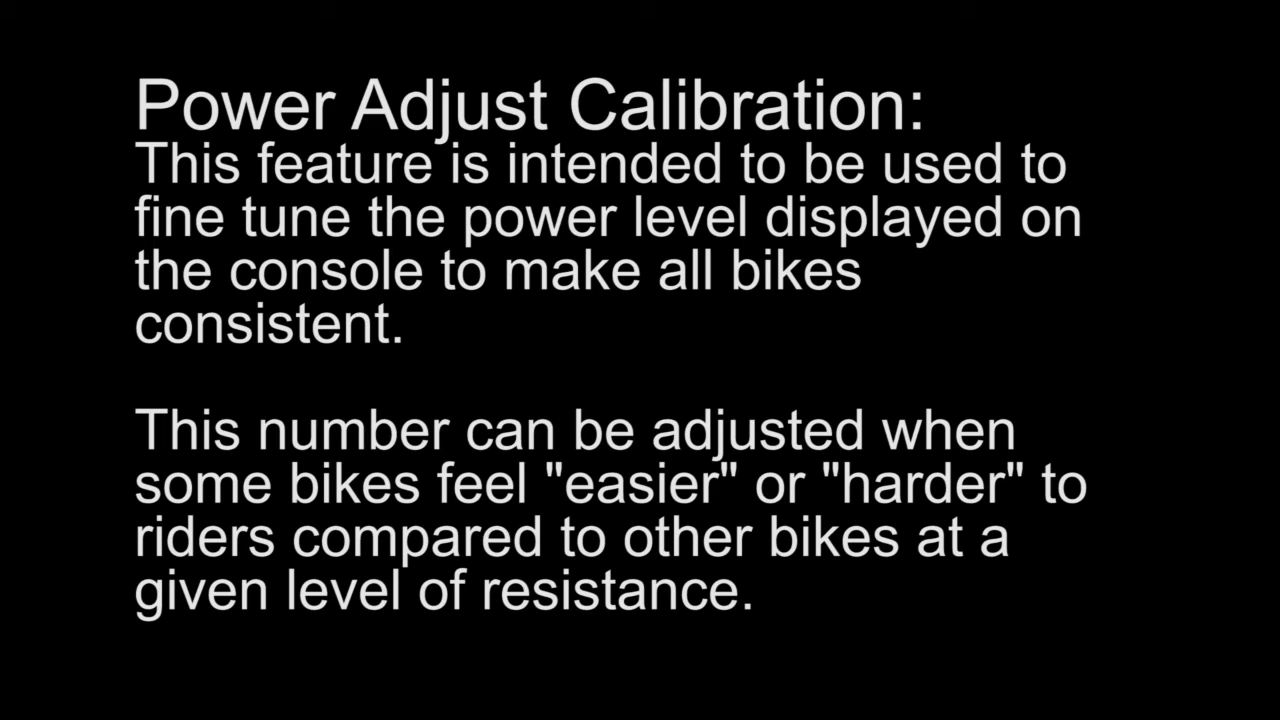 Power Adjust Calibration:
This feature is intended to be used to
fine tune the power level displayed on
the console to make all bikes
consistent.
This number can be adjusted when
some bikes feel "easier" or "harder" to
riders compared to other bikes at a
given level of resistance.